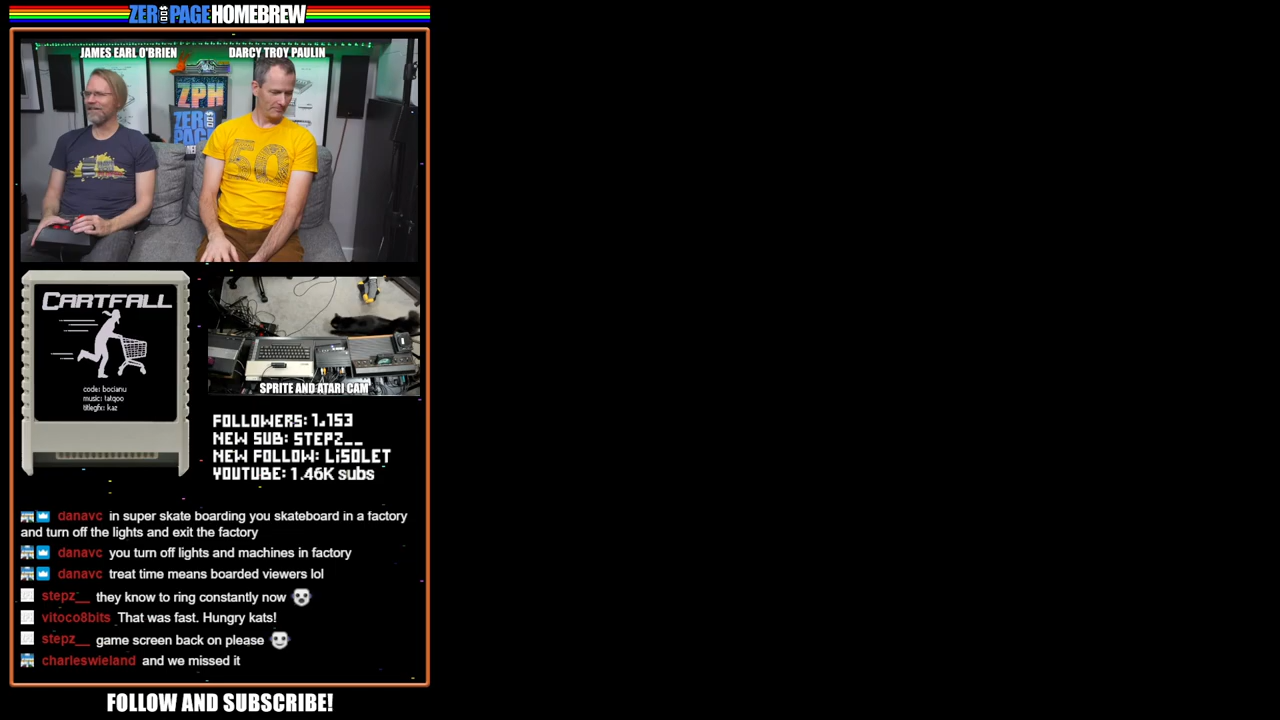 ZEROPAGE HOMEBREW
JAMES EARL O'BRIEN
DARCY TROY PAULIN
ZPH
ZERO
PAGE
50
CARTFALL
code: bocianu
music: tatqoo
titlegfx: kaz
SPRITE AND ATARI CAM
FOLLOWERS: 1,153
NEW SUB: STEPZ__
NEW FOLLOW: LiSOLET
YOUTUBE: 1.46K subs
danavc in super skate boarding you skateboard in a factory
and turn off the lights and exit the factory
danavc you turn off lights and machines in factory
danavc treat time means boarded viewers lol
stepz__ they know to ring constantly now
vitoco8bits That was fast. Hungry kats!
stepz__ game screen back on please
charleswieland and we missed it
FOLLOW AND SUBSCRIBE!